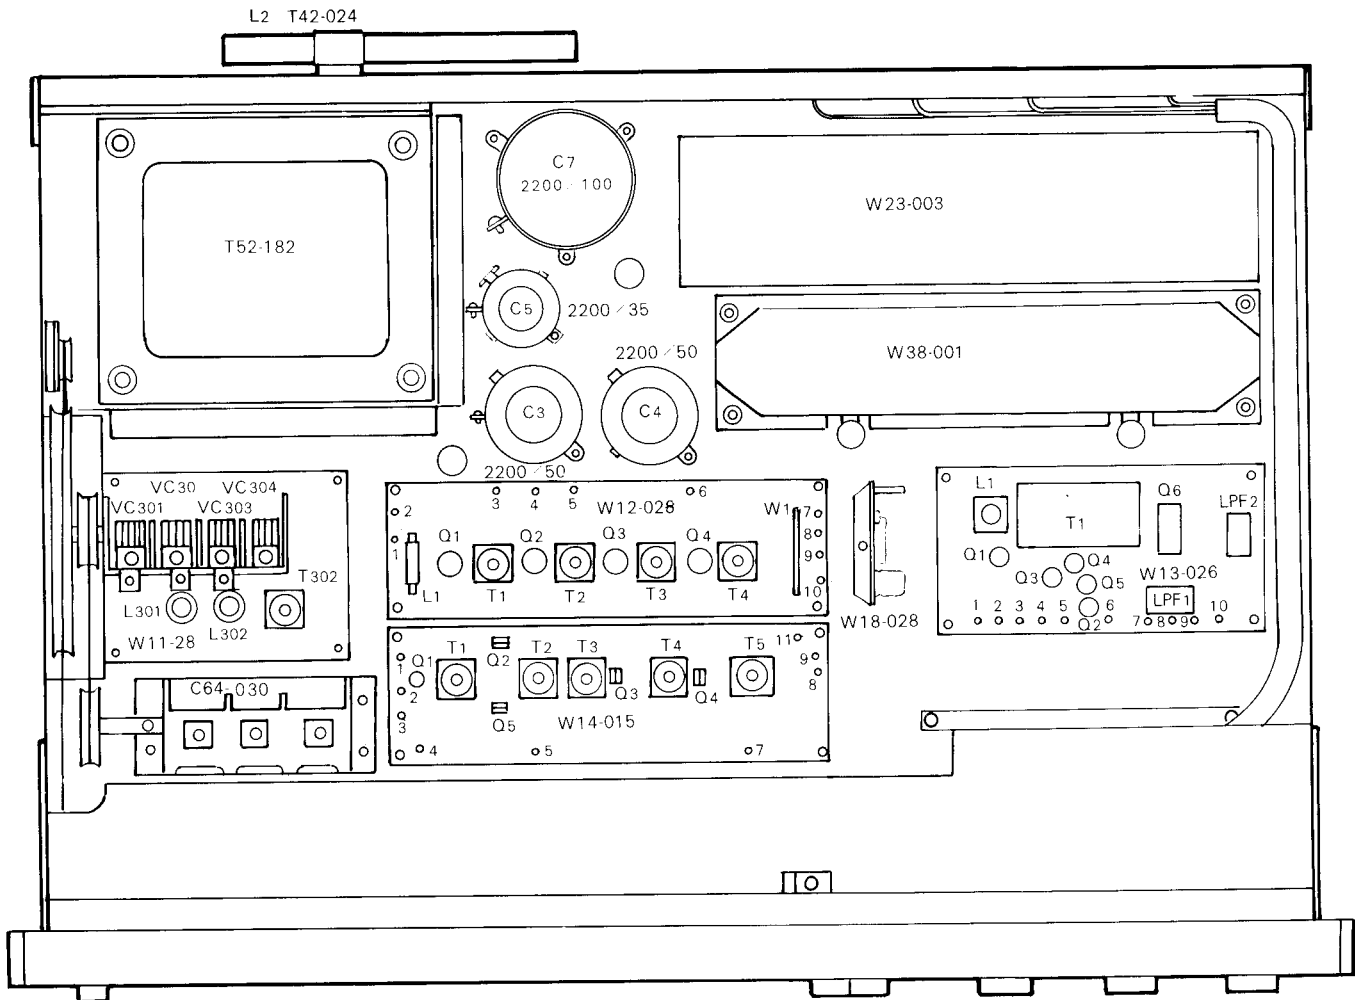 L2 T42-024
C7
2200/100
T52-182
W23-003
C5
2200/35
2200/50
W38-001
C3
C4
2200/50
VC30 VC304
VC301 VC303
T302
L301
L302
W11-28
C64-030
3 4 5 6
W12-028
W1
2
1
Q1 Q2 Q3 Q4
7
8
9
10
L1 T1 T2 T3 T4
W18-028
L1
T1
Q6
LPF2
Q1
Q4
Q3
Q5
W13-026
LPF1
1 2 3 4 5 Q2 6 7 8 9 10
Q1 T1 Q2 T2 T3 T4 T5 11
1
9
2
8
Q3 Q4
3
Q5
W14-015
4 5 7